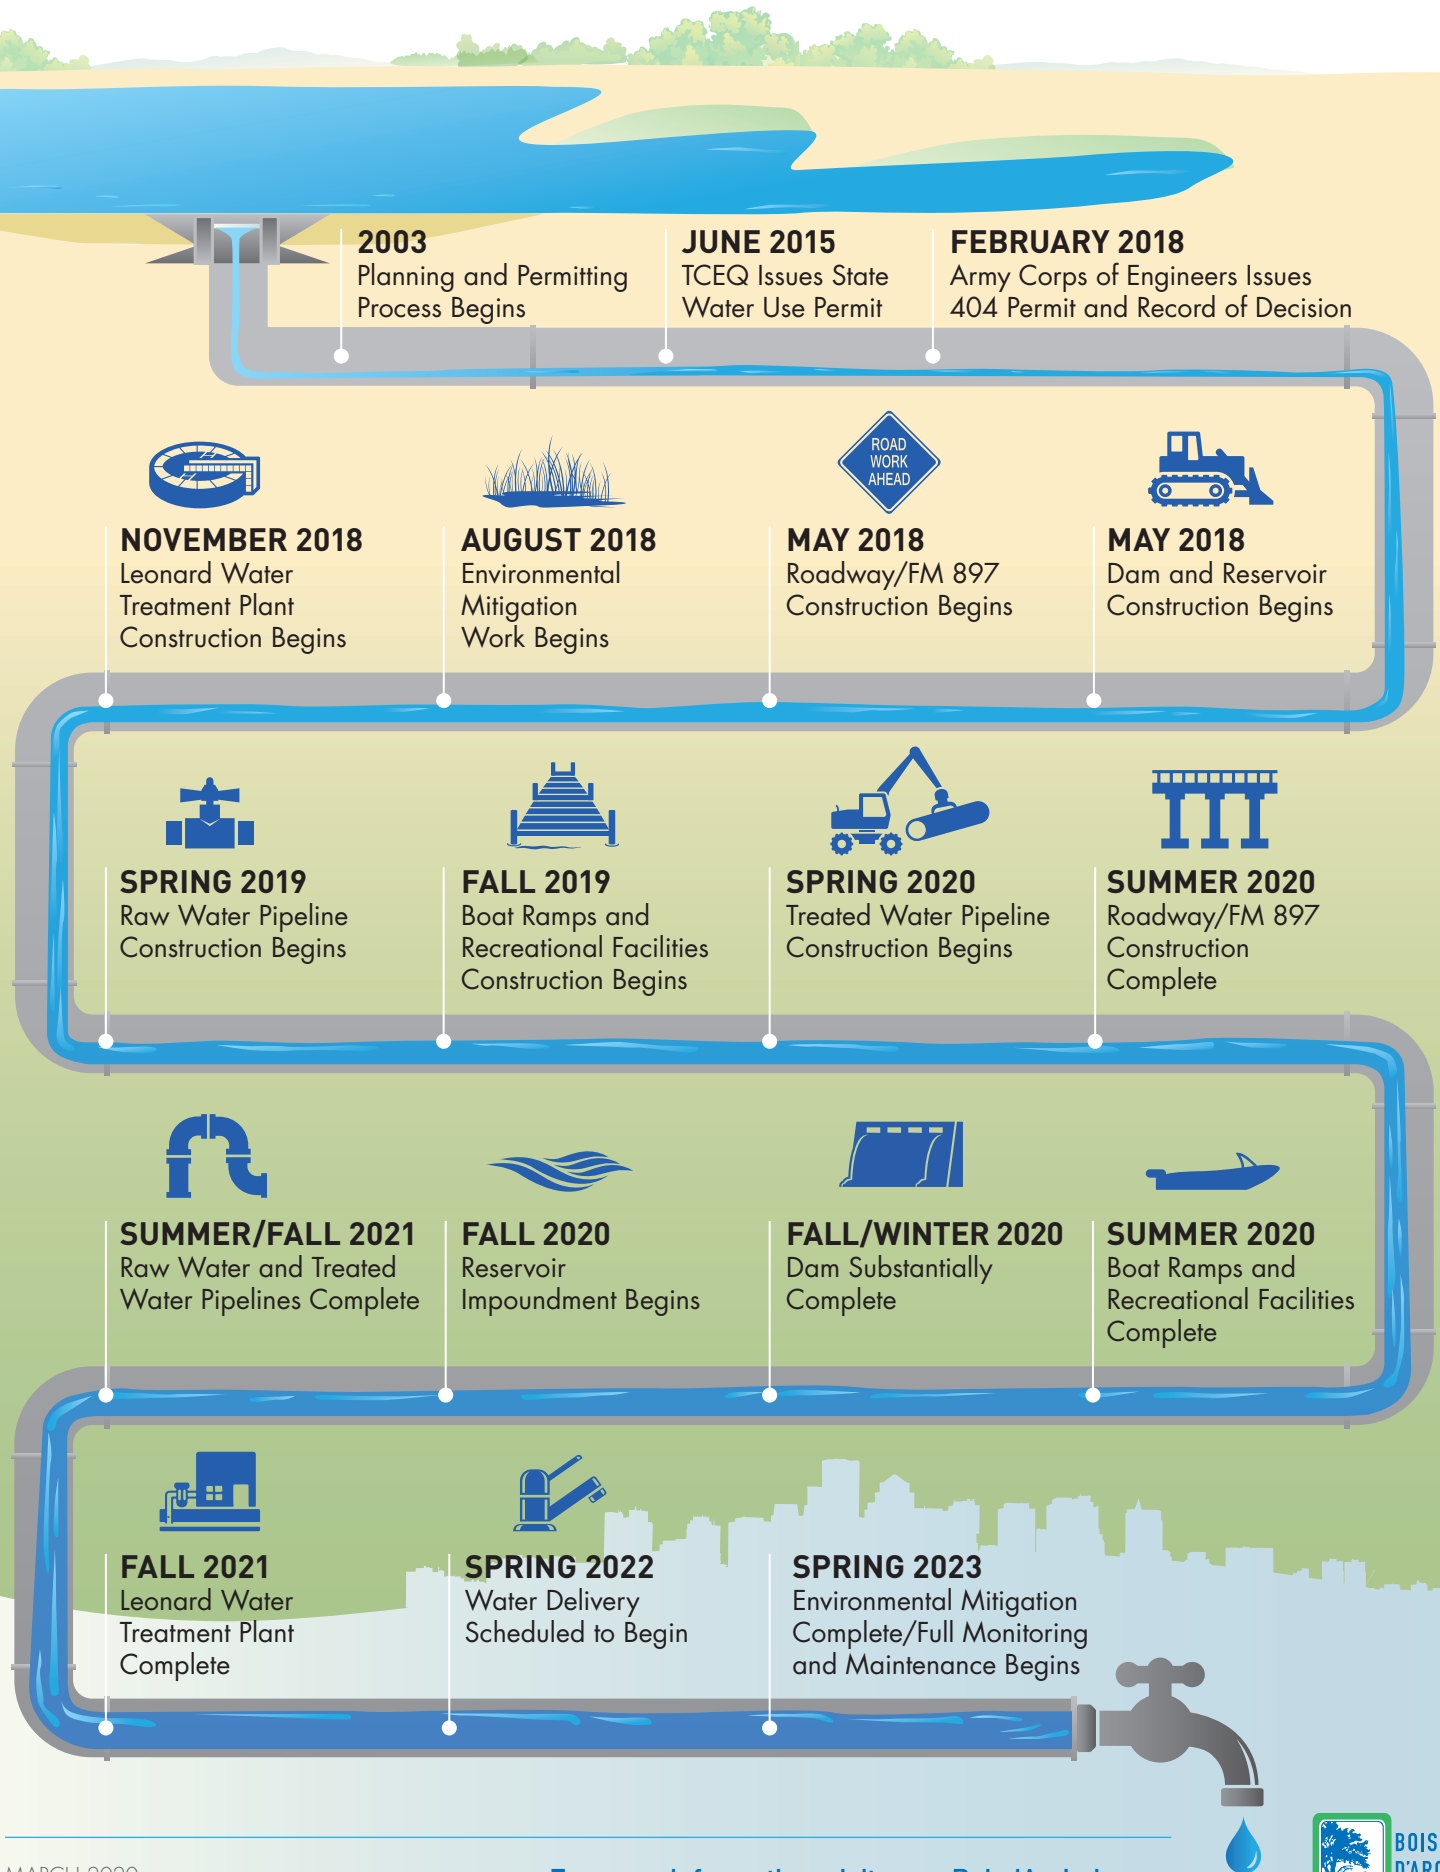 2003
Planning and Permitting
Process Begins
JUNE 2015
TCEQ Issues State
Water Use Permit
FEBRUARY 2018
Army Corps of Engineers Issues
404 Permit and Record of Decision
ROAD
WORK
AHEAD
NOVEMBER 2018
Leonard Water
Treatment Plant
Construction Begins
AUGUST 2018
Environmental
Mitigation
Work Begins
MAY 2018
Roadway/FM 897
Construction Begins
MAY 2018
Dam and Reservoir
Construction Begins
SPRING 2019
Raw Water Pipeline
Construction Begins
FALL 2019
Boat Ramps and
Recreational Facilities
Construction Begins
SPRING 2020
Treated Water Pipeline
Construction Begins
SUMMER 2020
Roadway/FM 897
Construction
Complete
SUMMER/FALL 2021
Raw Water and Treated
Water Pipelines Complete
FALL 2020
Reservoir
Impoundment Begins
FALL/WINTER 2020
Dam Substantially
Complete
SUMMER 2020
Boat Ramps and
Recreational Facilities
Complete
FALL 2021
Leonard Water
Treatment Plant
Complete
SPRING 2022
Water Delivery
Scheduled to Begin
SPRING 2023
Environmental Mitigation
Complete/Full Monitoring
and Maintenance Begins
BOIS
MARCH 2020